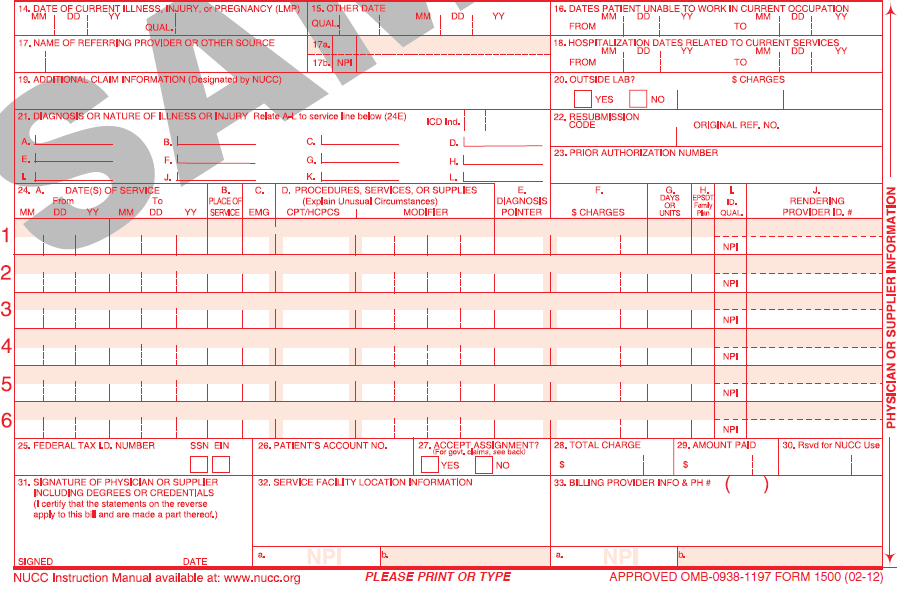 14. DATE OF CURRENT ILLNESS, INJURY, or PREGNANCY (LMP)
MM DD YY
QUAL.
15. OTHER DATE
QUAL.
MM DD YY
16. DATES PATIENT UNABLE TO WORK IN CURRENT OCCUPATION
MM DD YY MM DD YY
FROM TO
17. NAME OF REFERRING PROVIDER OR OTHER SOURCE
17a.
17b. NPI
18. HOSPITALIZATION DATES RELATED TO CURRENT SERVICES
MM DD YY MM DD YY
FROM TO
19. ADDITIONAL CLAIM INFORMATION (Designated by NUCC)
20. OUTSIDE LAB? $ CHARGES
YES NO
21. DIAGNOSIS OR NATURE OF ILLNESS OR INJURY Relate A-L to service line below (24E)
ICD Ind.
A. B. C. D.
E. F. G. H.
I. J. K. L.
22. RESUBMISSION
CODE ORIGINAL REF. NO.
23. PRIOR AUTHORIZATION NUMBER
24. A. DATE(S) OF SERVICE
From To
MM DD YY MM DD YY
B.
PLACE OF
SERVICE
C.
EMG
D. PROCEDURES, SERVICES, OR SUPPLIES
(Explain Unusual Circumstances)
CPT/HCPCS MODIFIER
E.
DIAGNOSIS
POINTER
F.
$ CHARGES
G.
DAYS
OR
UNITS
H.
EPSDT
Family
Plan
I.
ID.
QUAL.
J.
RENDERING
PROVIDER ID. #
1
NPI
2
NPI
3
NPI
4
NPI
5
NPI
6
NPI
25. FEDERAL TAX I.D. NUMBER SSN EIN
26. PATIENT'S ACCOUNT NO.
27. ACCEPT ASSIGNMENT?
(For govt. claims, see back)
YES NO
28. TOTAL CHARGE
$
29. AMOUNT PAID
$
30. Rsvd for NUCC Use
31. SIGNATURE OF PHYSICIAN OR SUPPLIER
INCLUDING DEGREES OR CREDENTIALS
(I certify that the statements on the reverse
apply to this bill and are made a part thereof.)
SIGNED DATE
32. SERVICE FACILITY LOCATION INFORMATION
a. NPI b.
33. BILLING PROVIDER INFO & PH # ( )
a. NPI b.
PHYSICIAN OR SUPPLIER INFORMATION
NUCC Instruction Manual available at: www.nucc.org
PLEASE PRINT OR TYPE
APPROVED OMB-0938-1197 FORM 1500 (02-12)